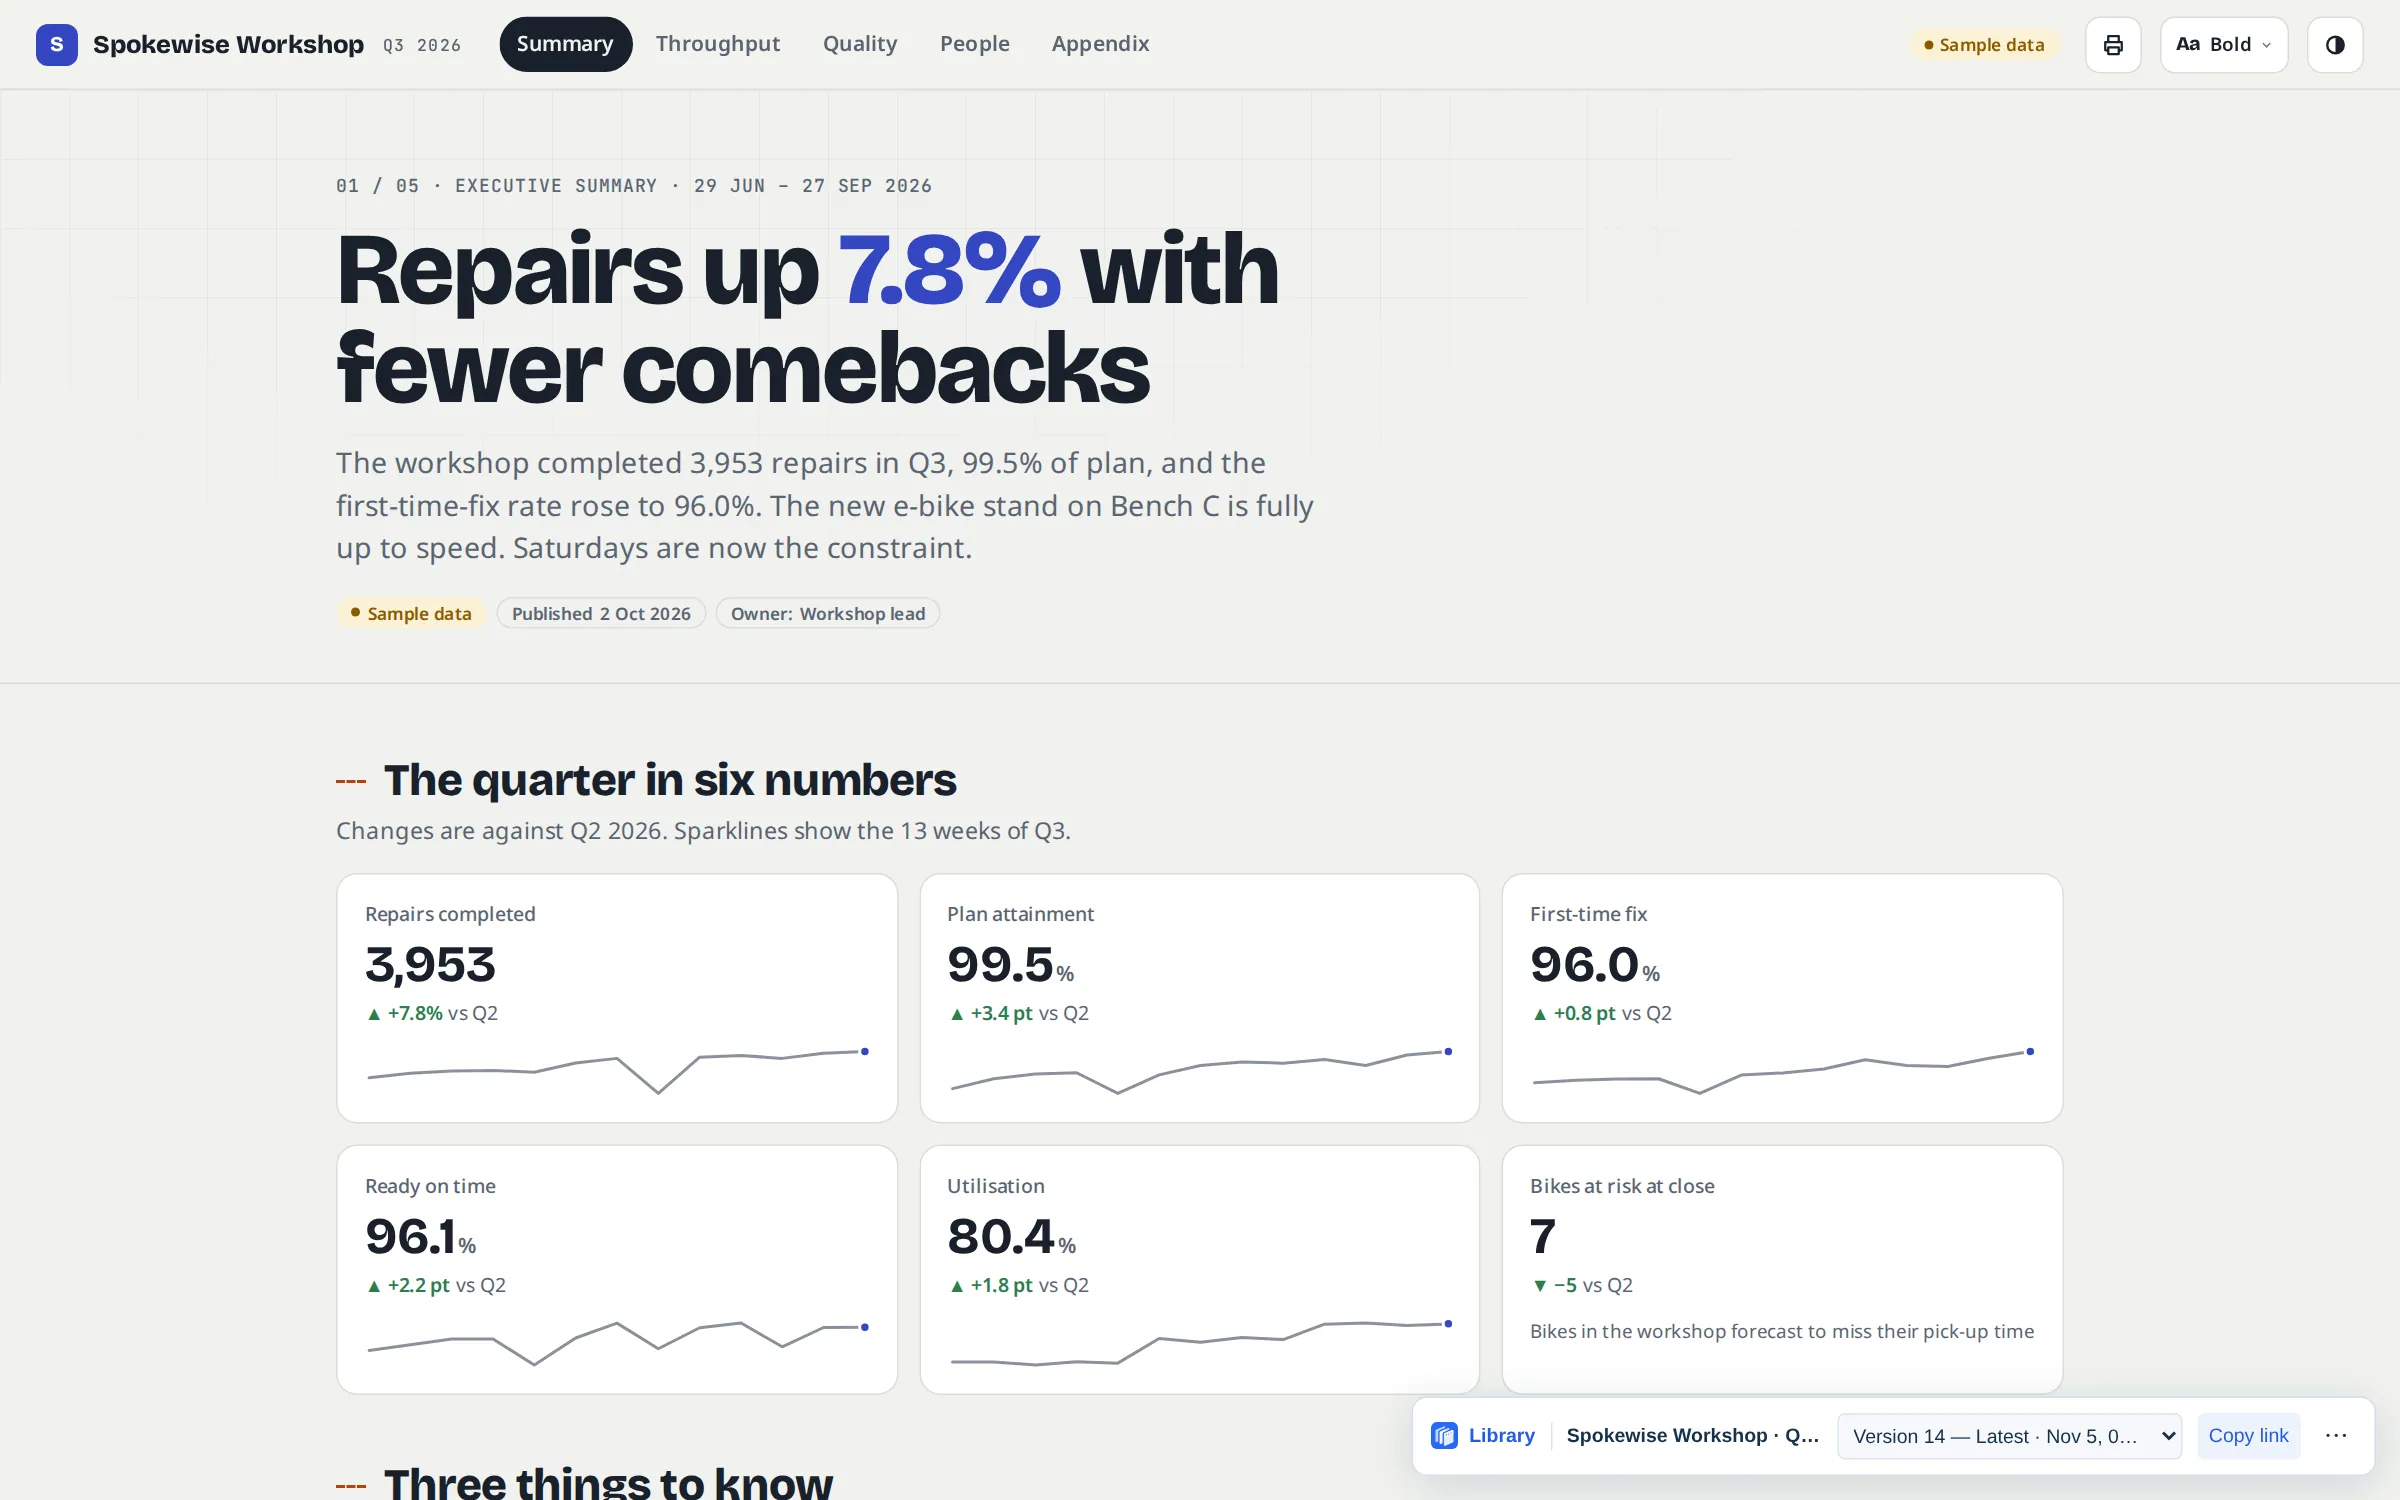 S Spokewise Workshop Q3 2026 Summary Throughput Quality People Appendix Sample data Aa Bold
01 / 05 · EXECUTIVE SUMMARY · 29 JUN – 27 SEP 2026
Repairs up 7.8% with
fewer comebacks
The workshop completed 3,953 repairs in Q3, 99.5% of plan, and the
first-time-fix rate rose to 96.0%. The new e-bike stand on Bench C is fully
up to speed. Saturdays are now the constraint.
Sample data Published 2 Oct 2026 Owner: Workshop lead
The quarter in six numbers
Changes are against Q2 2026. Sparklines show the 13 weeks of Q3.
Repairs completed
3,953
▲ +7.8% vs Q2
Plan attainment
99.5%
▲ +3.4 pt vs Q2
First-time fix
96.0%
▲ +0.8 pt vs Q2
Ready on time
96.1%
▲ +2.2 pt vs Q2
Utilisation
80.4%
▲ +1.8 pt vs Q2
Bikes at risk at close
7
▼ −5 vs Q2
Bikes in the workshop forecast to miss their pick-up time
Library Spokewise Workshop · Q... Version 14 — Latest · Nov 5, 0... Copy link ···
Three things to know